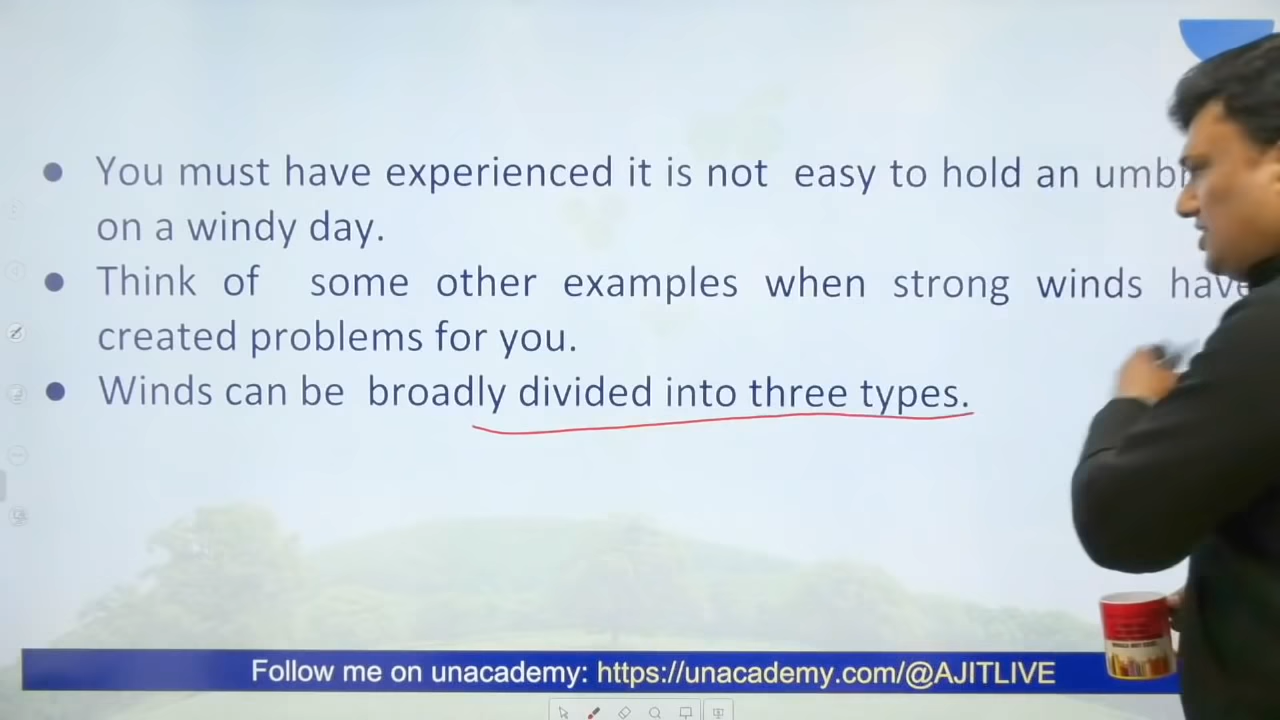 ● You must have experienced it is not easy to hold an
on a windy day.
● Think of some other examples when strong winds have
created problems for you.
● Winds can be broadly divided into three types.
Follow me on unacademy: https://unacademy.com/@AJITLIVE